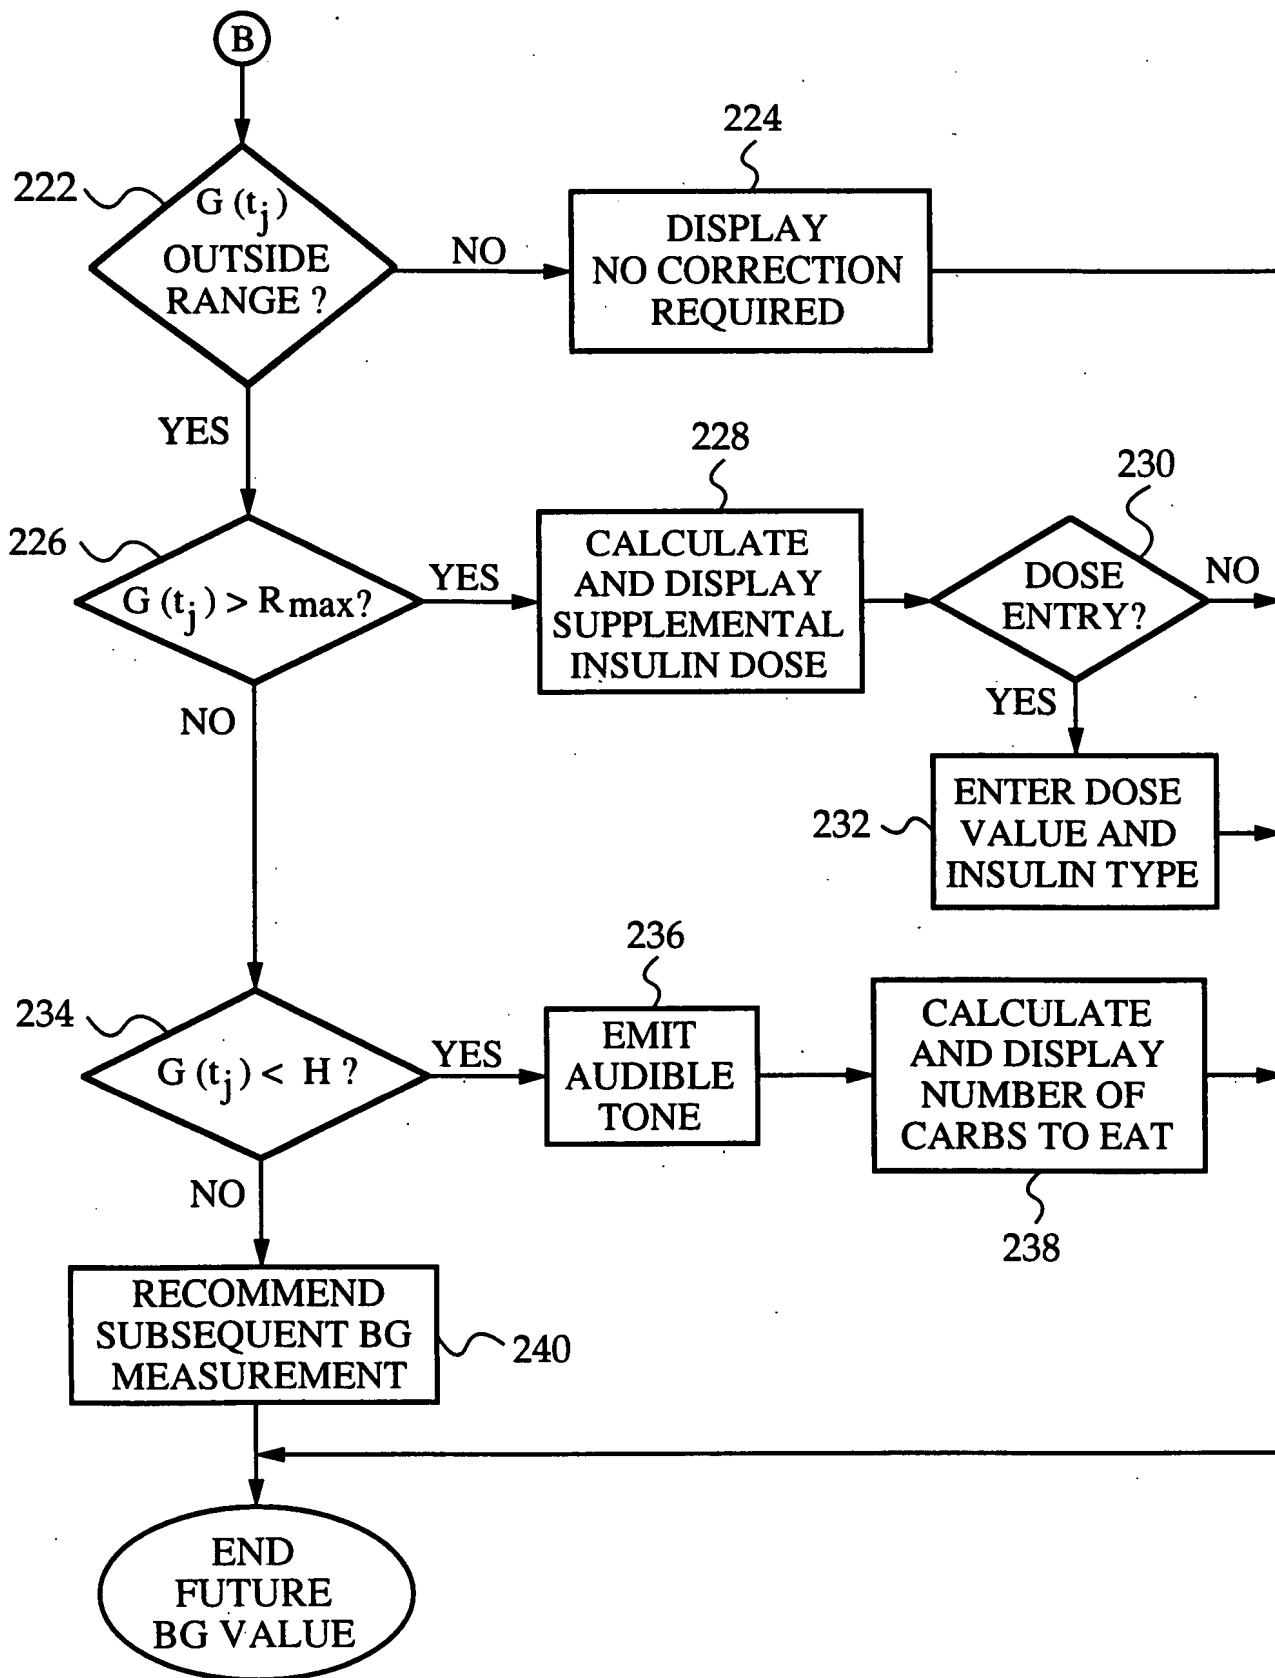 B
224
222
G (tj)
OUTSIDE
RANGE ?
NO
DISPLAY
NO CORRECTION
REQUIRED
YES
228
230
226
G (tj) > Rmax?
YES
CALCULATE
AND DISPLAY
SUPPLEMENTAL
INSULIN DOSE
DOSE
ENTRY?
NO
NO
YES
232
ENTER DOSE
VALUE AND
INSULIN TYPE
236
234
G (tj) < H ?
YES
EMIT
AUDIBLE
TONE
CALCULATE
AND DISPLAY
NUMBER OF
CARBS TO EAT
238
NO
RECOMMEND
SUBSEQUENT BG
MEASUREMENT
240
END
FUTURE
BG VALUE